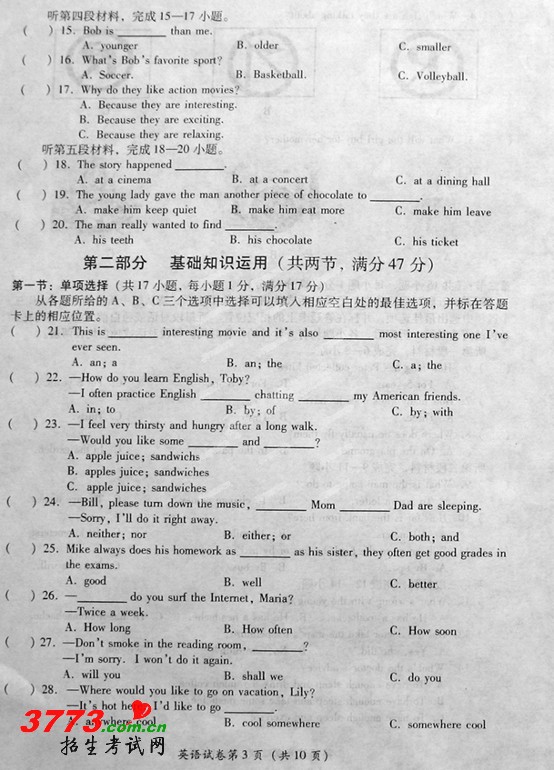 听第四段材料，完成 15—17 小题。
( ) 15. Bob is ________ than me.
A. younger B. older C. smaller
( ) 16. What's Bob's favorite sport?
A. Soccer. B. Basketball. C. Volleyball.
( ) 17. Why do they like action movies?
A. Because they are interesting.
B. Because they are exciting.
C. Because they are relaxing.
听第五段材料，完成 18—20 小题。
( ) 18. The story happened ________.
A. at a cinema B. at a concert C. at a dining hall
( ) 19. The young lady gave the man another piece of chocolate to ________.
A. make him keep quiet B. make him eat more C. make him leave
( ) 20. The man really wanted to find ________.
A. his seat B. his chocolate C. his ticket
第二部分 基础知识运用（共两节，满分 47 分）
第一节：单项选择（共 17 小题，每小题 1 分，满分 17 分）
从各题所给的 A、B、C 三个选项中选择可以填入相应空白处的最佳选项，并标在答题
卡上的相应位置。
( ) 21. This is ________ interesting movie and it's also ________ most interesting one I've
ever seen.
A. an; a B. an; the C. a; the
( ) 22. —How do you learn English, Toby?
—I often practice English ________ chatting ________ my American friends.
A. in; to B. by; of C. by; with
( ) 23. —I feel very thirsty and hungry after a long walk.
—Would you like some ________ and ________?
A. apple juice; sandwichs
B. apples juice; sandwiches
C. apple juice; sandwiches
( ) 24. —Bill, please turn down the music, ________ Mom ________ Dad are sleeping.
—Sorry, I'll do it right away.
A. neither; nor B. either; or C. both; and
( ) 25. Mike always does his homework as ________ as his sister, they often get good grades in
the exams.
A. good B. well C. better
( ) 26. —________ do you surf the Internet, Maria?
—Twice a week.
A. How long B. How often C. How soon
( ) 27. —Don't smoke in the reading room, ________?
—I'm sorry. I won't do it again.
A. will you B. shall we C. do you
( ) 28. —Where would you like to go on vacation, Lily?
—It's hot here. I'd like to go ________.
A. anywhere cool B. cool somewhere C. somewhere cool
3773.com.cn
招生考试网
英语试卷第 3 页（共 10 页）